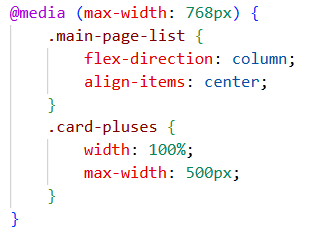 @media (max-width: 768px) {
    .main-page-list {
        flex-direction: column;
        align-items: center;
    }
    .card-pluses {
        width: 100%;
        max-width: 500px;
    }
}